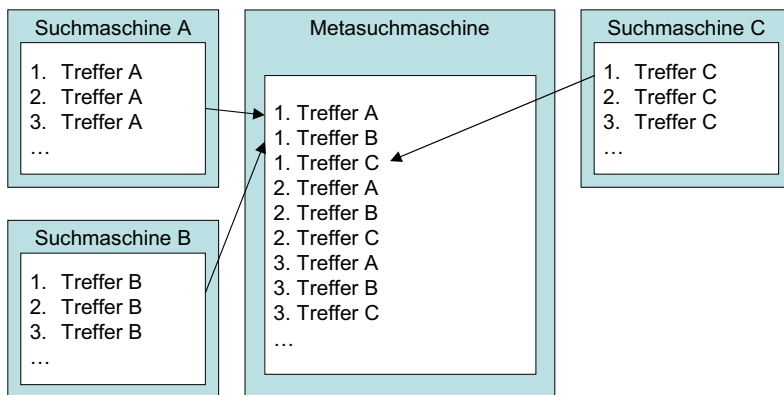 Suchmaschine A
1. Treffer A
2. Treffer A
3. Treffer A
…
Suchmaschine B
1. Treffer B
2. Treffer B
3. Treffer B
…
Metasuchmaschine
1. Treffer A
1. Treffer B
1. Treffer C
2. Treffer A
2. Treffer B
2. Treffer C
3. Treffer A
3. Treffer B
3. Treffer C
…
Suchmaschine C
1. Treffer C
2. Treffer C
3. Treffer C
…